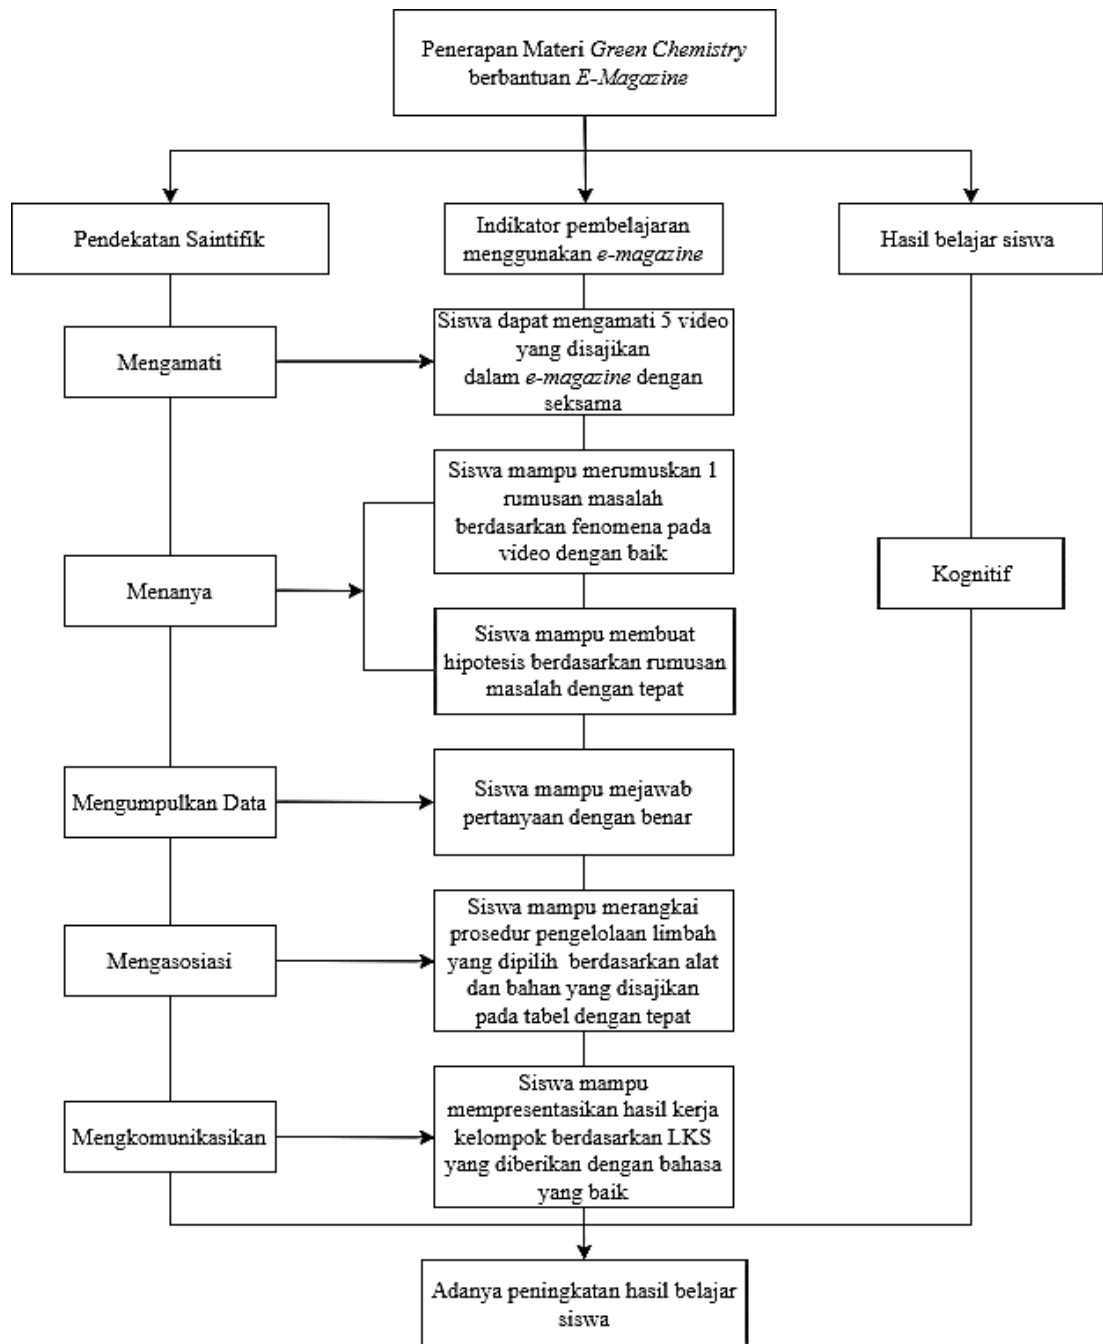 Penerapan Materi Green Chemistry
berbantuan E-Magazine
Pendekatan Saintifik
Indikator pembelajaran
menggunakan e-magazine
Hasil belajar siswa
Mengamati
Siswa dapat mengamati 5 video
yang disajikan
dalam e-magazine dengan
seksama
Menanya
Siswa mampu merumuskan 1
rumusan masalah
berdasarkan fenomena pada
video dengan baik
Kognitif
Siswa mampu membuat
hipotesis berdasarkan rumusan
masalah dengan tepat
Mengumpulkan Data
Siswa mampu mejawab
pertanyaan dengan benar
Mengasosiasi
Siswa mampu merangkai
prosedur pengelolaan limbah
yang dipilih berdasarkan alat
dan bahan yang disajikan
pada tabel dengan tepat
Mengkomunikasikan
Siswa mampu
mempresentasikan hasil kerja
kelompok berdasarkan LKS
yang diberikan dengan bahasa
yang baik
Adanya peningkatan hasil belajar
siswa